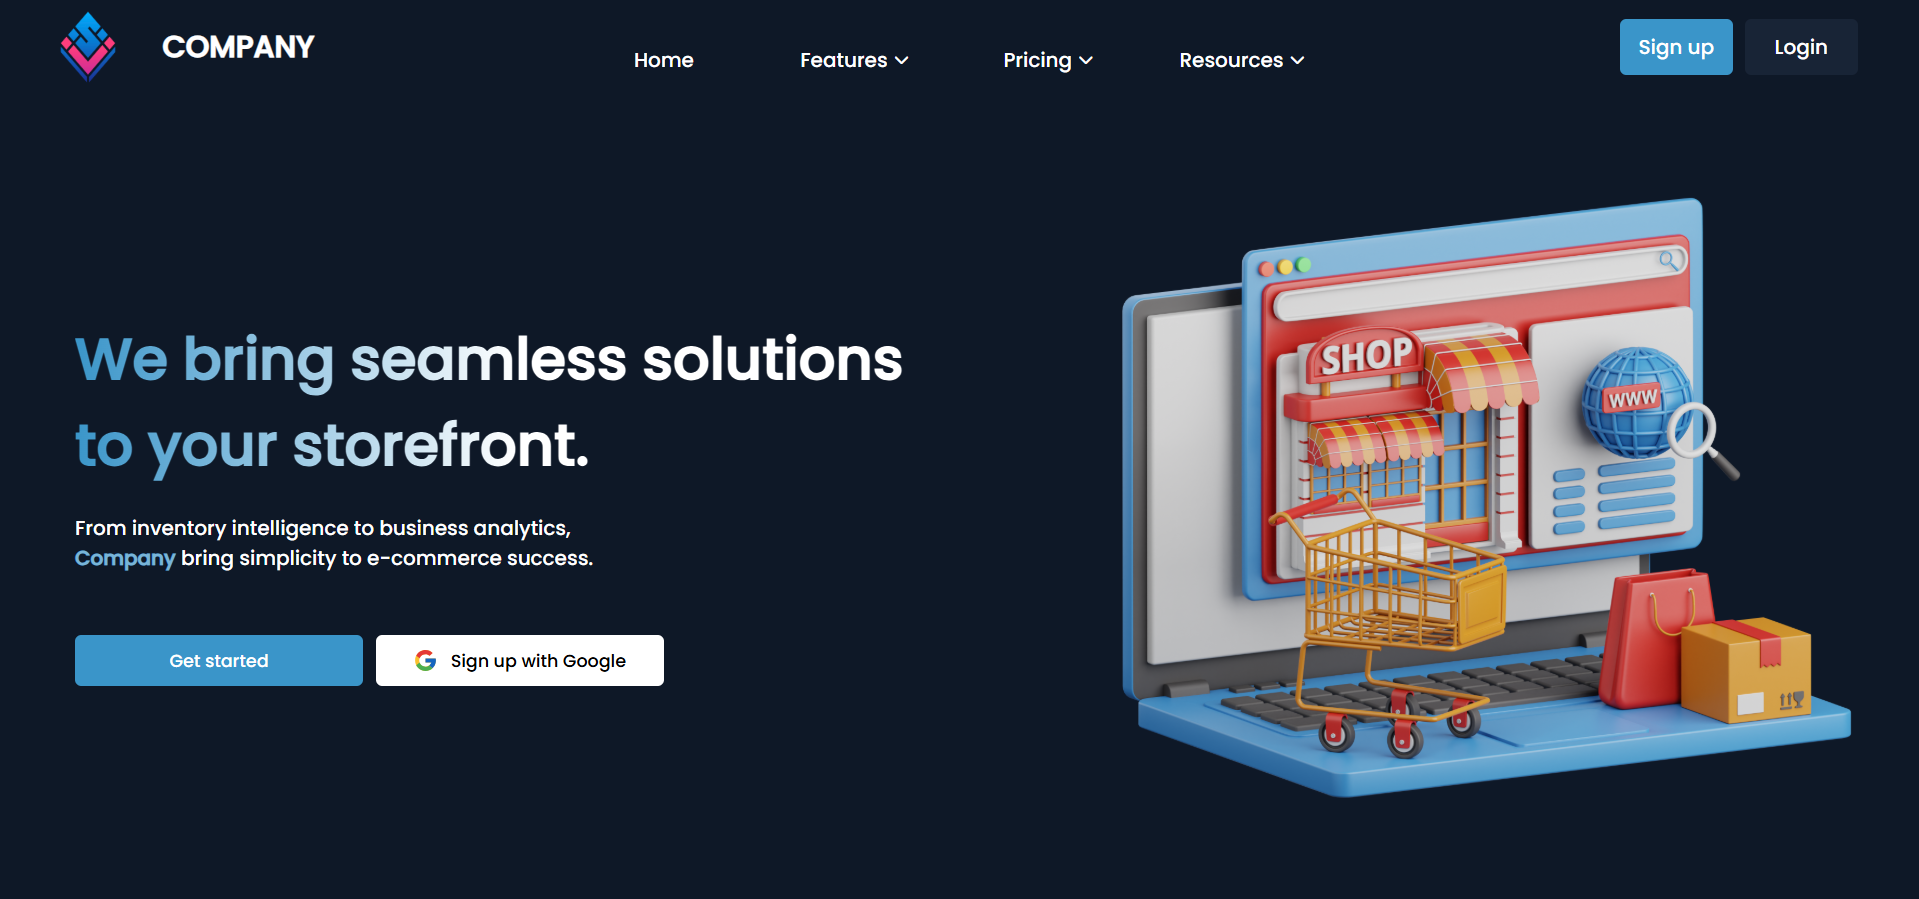 COMPANY
Home
Features
Pricing
Resources
Sign up
Login
We bring seamless solutions
to your storefront.
From inventory intelligence to business analytics,
Company bring simplicity to e-commerce success.
Get started
Sign up with Google
SHOP
WWW